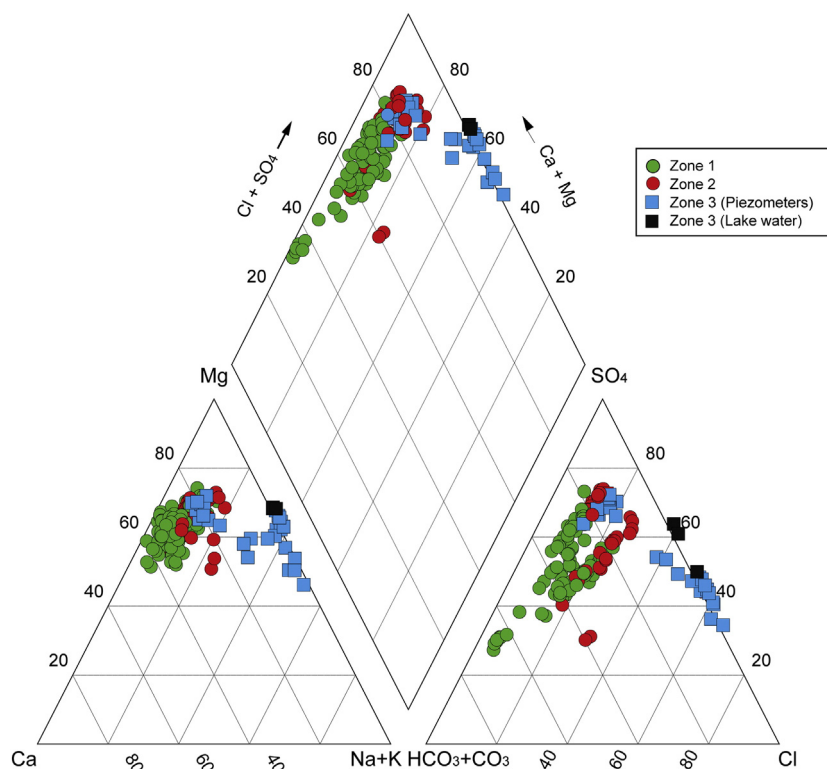 80 80
60 60
40 40
20 20
Cl + SO₄
Ca + Mg
Zone 1
Zone 2
Zone 3 (Piezometers)
Zone 3 (Lake water)
Mg SO₄
80 80
60 60
40 40
20 20
Ca Na+K HCO₃+CO₃ Cl
80 60 40 40 60 80